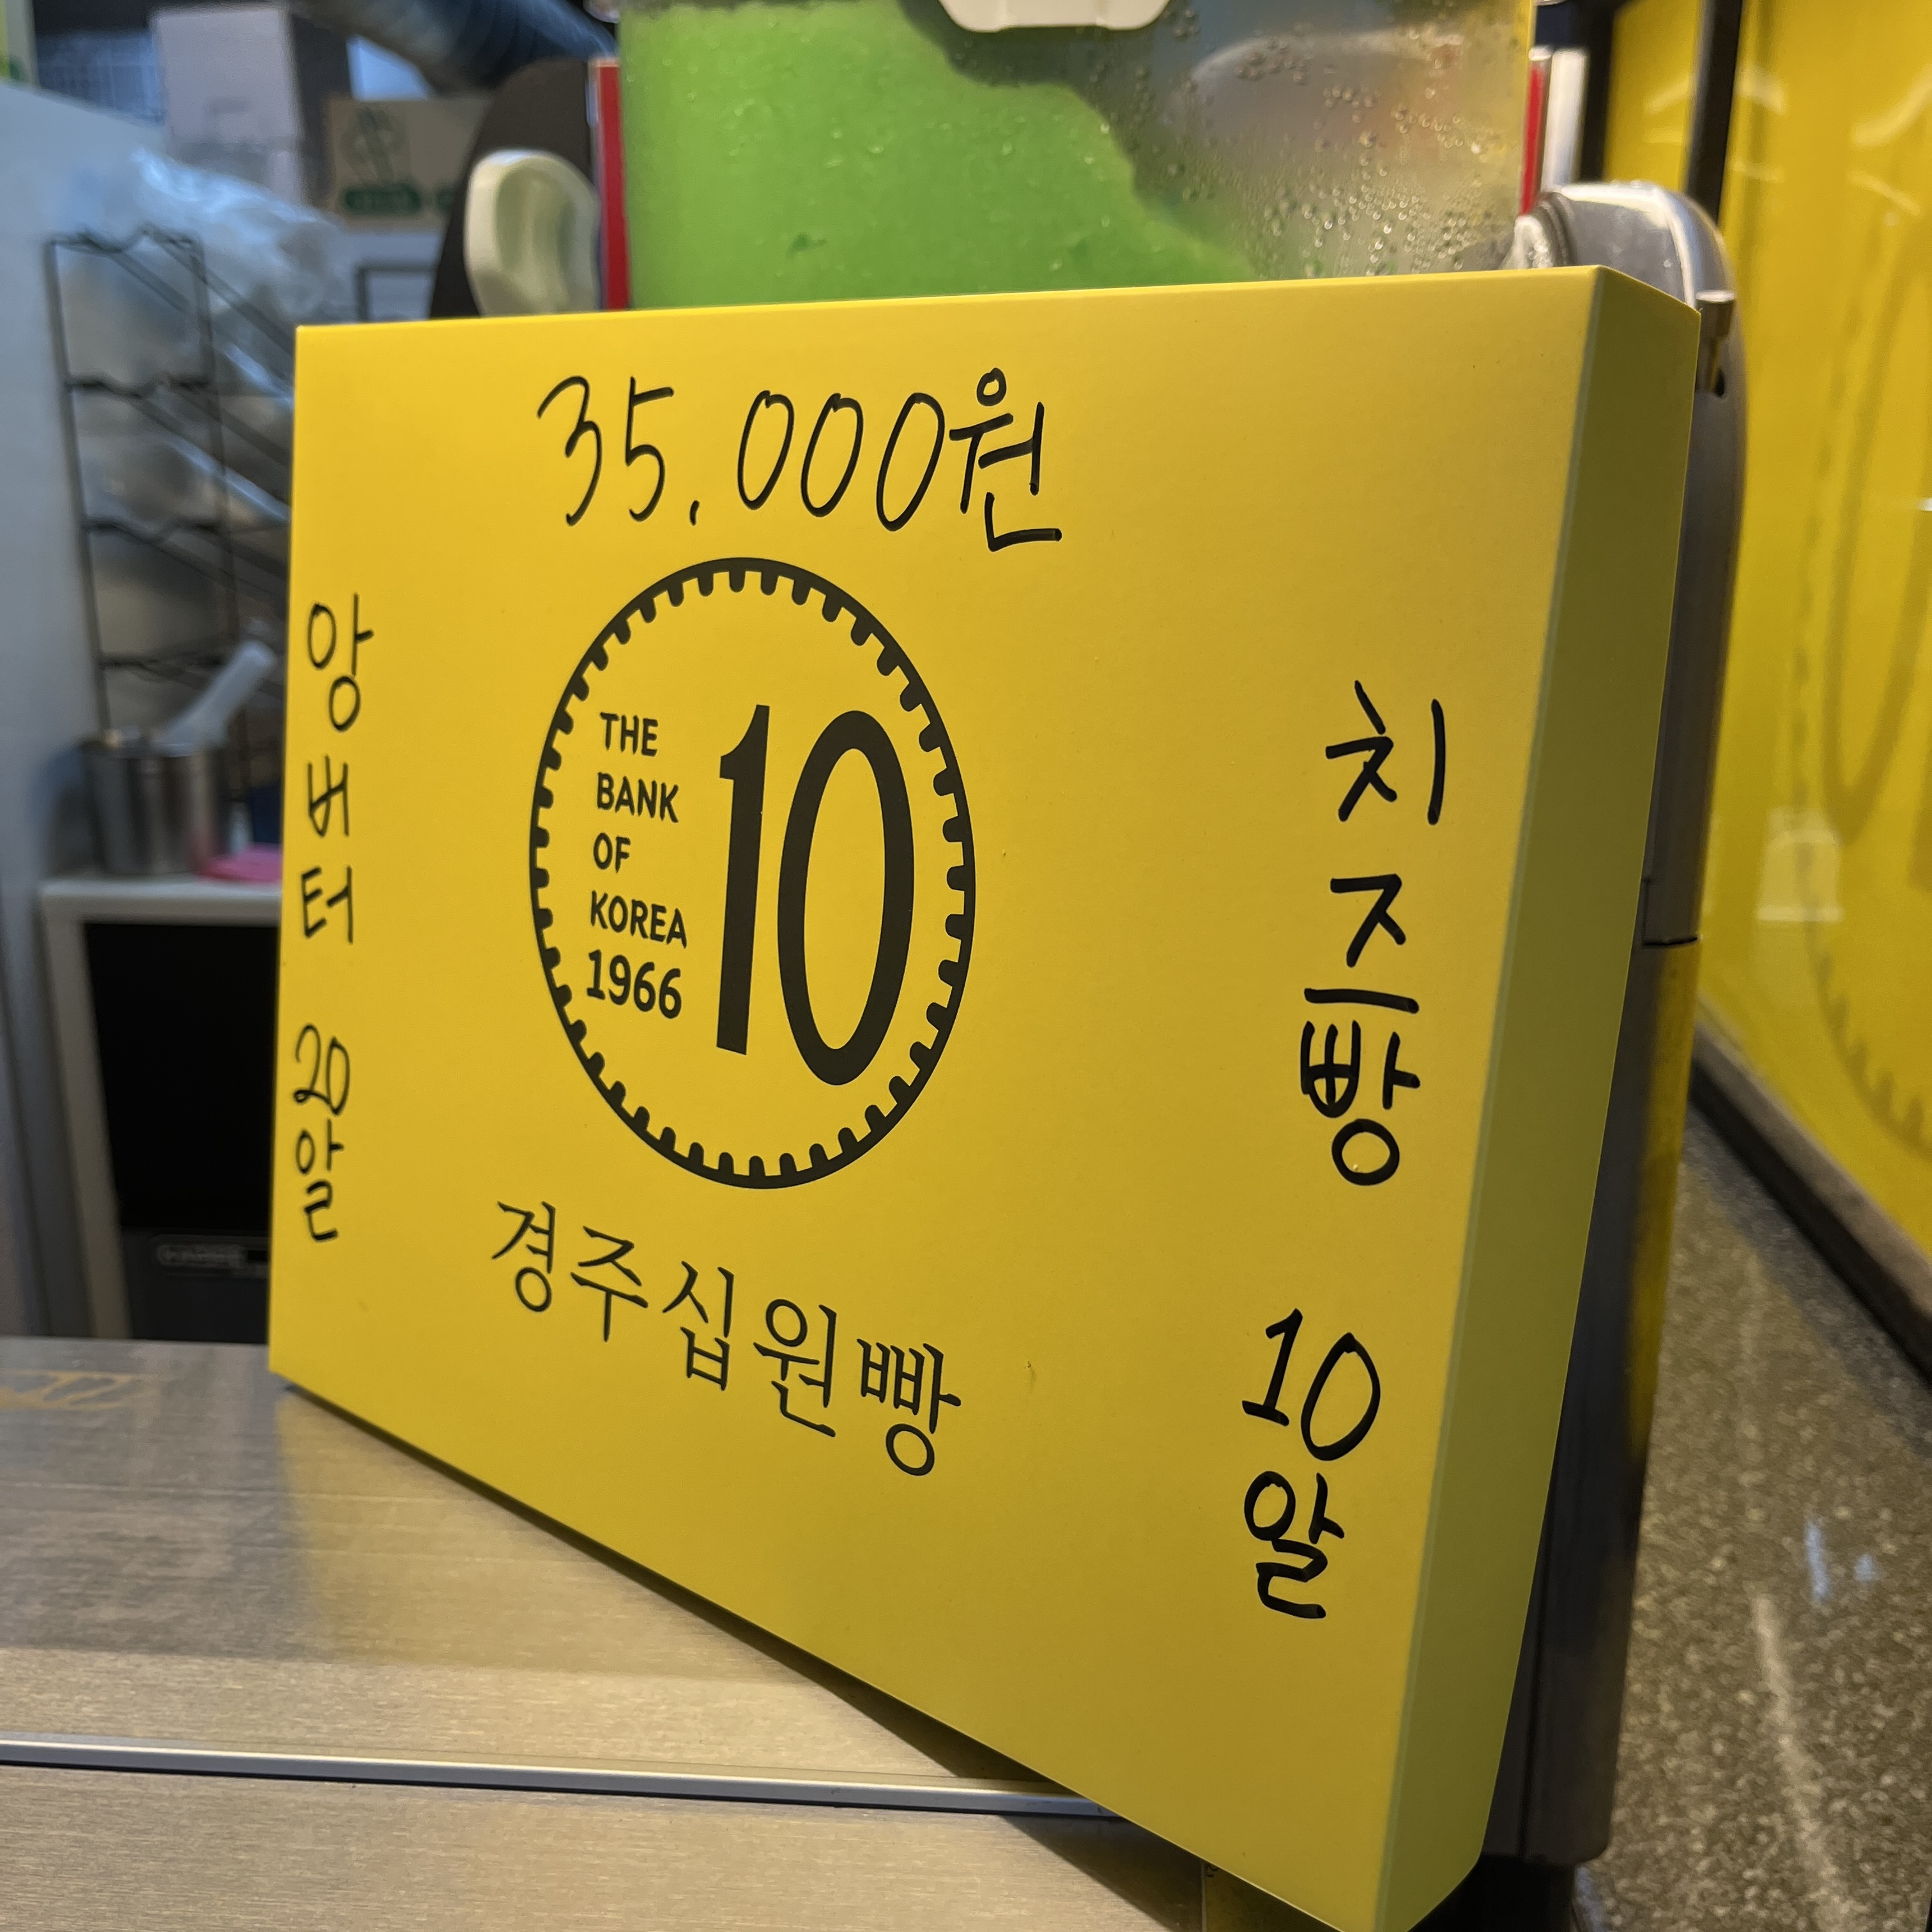 35,000원
앙버터 20알
THE
BANK
OF
KOREA
1966
10
경주십원빵
치즈빵 10알